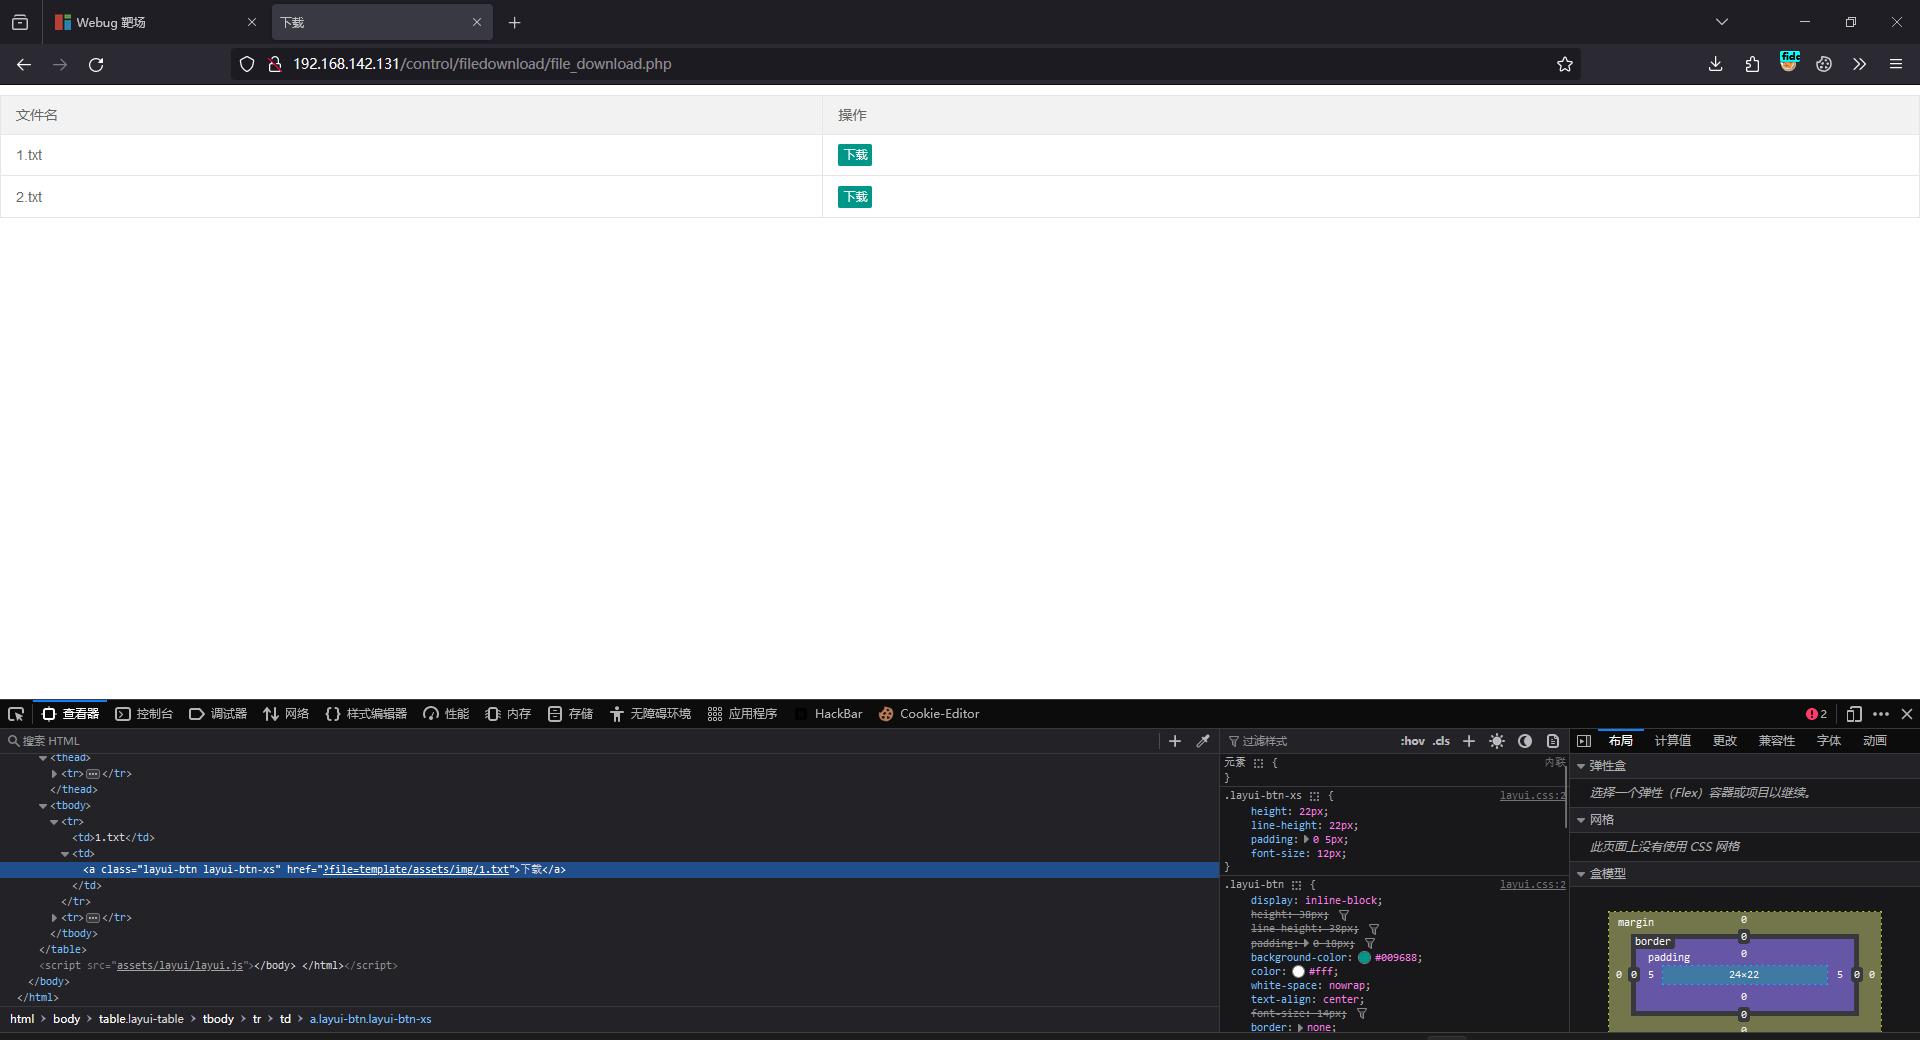 Webug 靶场
下载
192.168.142.131/control/filedownload/file_download.php
文件名 操作
1.txt 下载
2.txt 下载
查看器 控制台 调试器 网络 样式编辑器 性能 内存 存储 无障碍环境 应用程序 HackBar Cookie-Editor 2
搜索 HTML
<thead>
<tr></tr>
</thead>
<tbody>
<tr>
<td>1.txt</td>
<td>
<a class="layui-btn layui-btn-xs" href="?file=template/assets/img/1.txt">下载</a>
</td>
</tr>
<tr></tr>
</tbody>
</table>
<script src="assets/layui/layui.js"></body> </html></script>
</body>
</html>
html body table.layui-table tbody tr td a.layui-btn.layui-btn-xs
过滤样式 :hov .cls
元素 { 内联
}
.layui-btn-xs { layui.css:2
height: 22px;
line-height: 22px;
padding: 0 5px;
font-size: 12px;
}
.layui-btn { layui.css:2
display: inline-block;
height: 38px;
line-height: 38px;
padding: 0 18px;
background-color: #009688;
color: #fff;
white-space: nowrap;
text-align: center;
font-size: 14px;
border: none;
布局 计算值 更改 兼容性 字体 动画
弹性盒
选择一个弹性（Flex）容器或项目以继续。
网格
此页面上没有使用 CSS 网格
盒模型
margin 0
border 0
padding 0
0 0 5 24×22 5 0 0
0
0
0